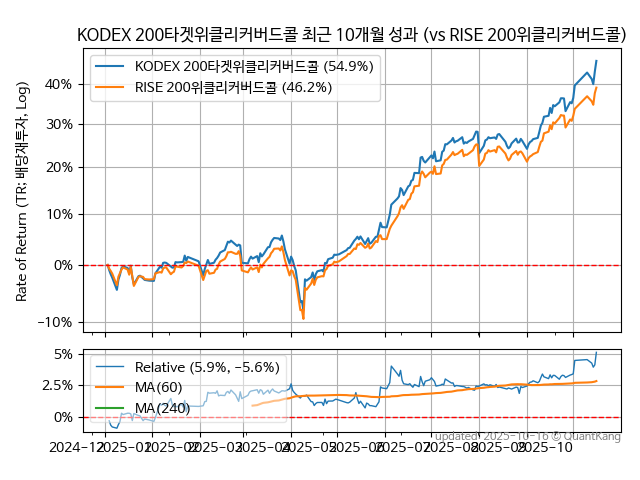 KODEX 200타겟위클리커버드콜 최근 10개월 성과 (vs RISE 200위클리커버드콜)
KODEX 200타겟위클리커버드콜 (54.9%)
RISE 200위클리커버드콜 (46.2%)
Rate of Return (TR: 배당재투자, Log)
40%
30%
20%
10%
0%
−10%
5%
2.5%
0%
Relative (5.9%, −5.6%)
MA(60)
MA(240)
updated: 2025-10-16 © QuantKang
2024-12 2025-01 2025-02 2025-03 2025-04 2025-05 2025-06 2025-07 2025-08 2025-09 2025-10